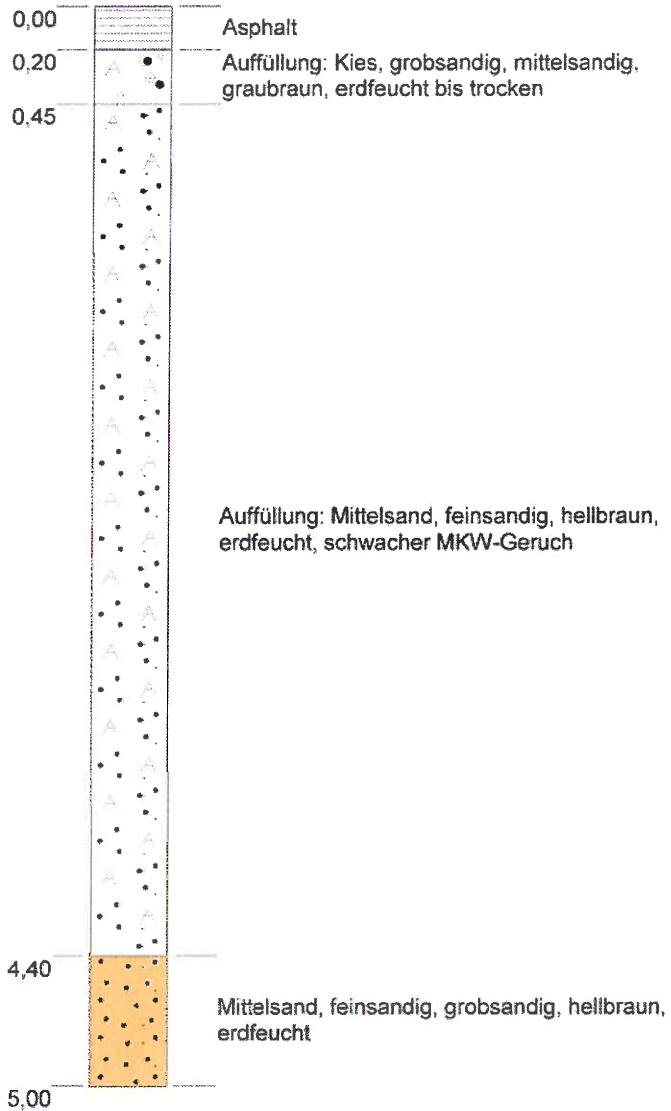 0,00
Asphalt
0,20
Auffüllung: Kies, grobsandig, mittelsandig,
graubraun, erdfeucht bis trocken
0,45
Auffüllung: Mittelsand, feinsandig, hellbraun,
erdfeucht, schwacher MKW-Geruch
4,40
Mittelsand, feinsandig, grobsandig, hellbraun,
erdfeucht
5,00